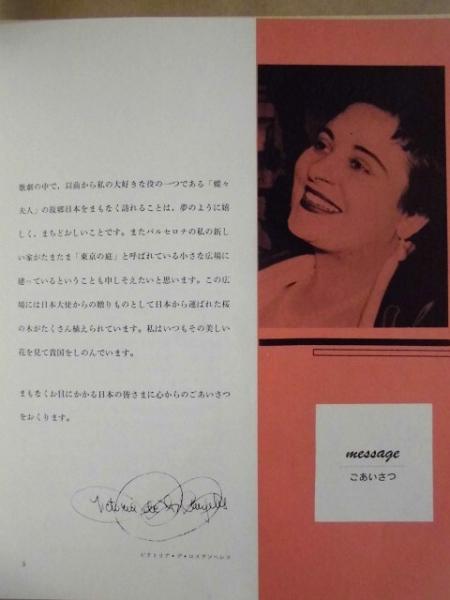 歌劇の中で、以前から私の大好きな役の一つである「蝶々
夫人」の故郷日本をまもなく訪れることは、夢のように嬉
しく、まちどおしいことです。またバルセロナの私の新し
い家がたまたま「東京の庭」と呼ばれている小さな広場に
建っているということも申しそえたいと思います。この広
場には日本大使からの贈りものとして日本から運ばれた桜
の木がたくさん植えられています。私はいつもその美しい
花を見て貴国をしのんでいます。
まもなくお目にかかる日本の皆さまに心からのごあいさつ
をおくります。
Victoria de los Angeles
ビクトリア・デ・ロスアンヘレス
message
ごあいさつ